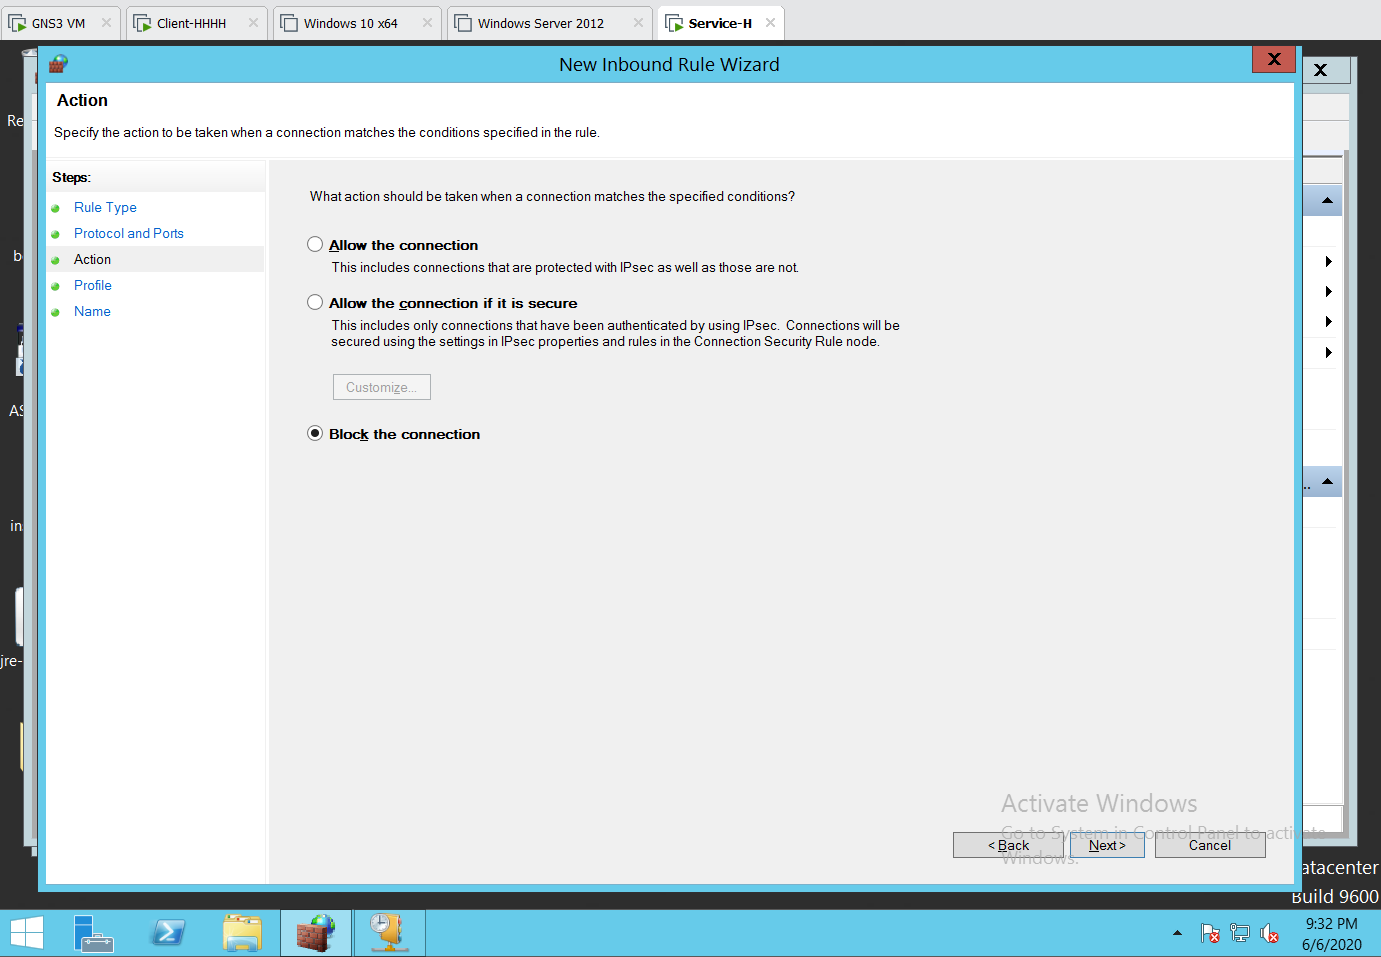 GNS3 VM
Client-HHHH
Windows 10 x64
Windows Server 2012
Service-H
New Inbound Rule Wizard
Action
Specify the action to be taken when a connection matches the conditions specified in the rule.
Steps:
Rule Type
Protocol and Ports
Action
Profile
Name
What action should be taken when a connection matches the specified conditions?
Allow the connection
This includes connections that are protected with IPsec as well as those are not.
Allow the connection if it is secure
This includes only connections that have been authenticated by using IPsec. Connections will be
secured using the settings in IPsec properties and rules in the Connection Security Rule node.
Customize...
Block the connection
Activate Windows
Go to System in Control Panel to activate
Windows.
< Back
Next >
Cancel
Re
b
AS
in
jre-
atacenter
Build 9600
9:32 PM
6/6/2020